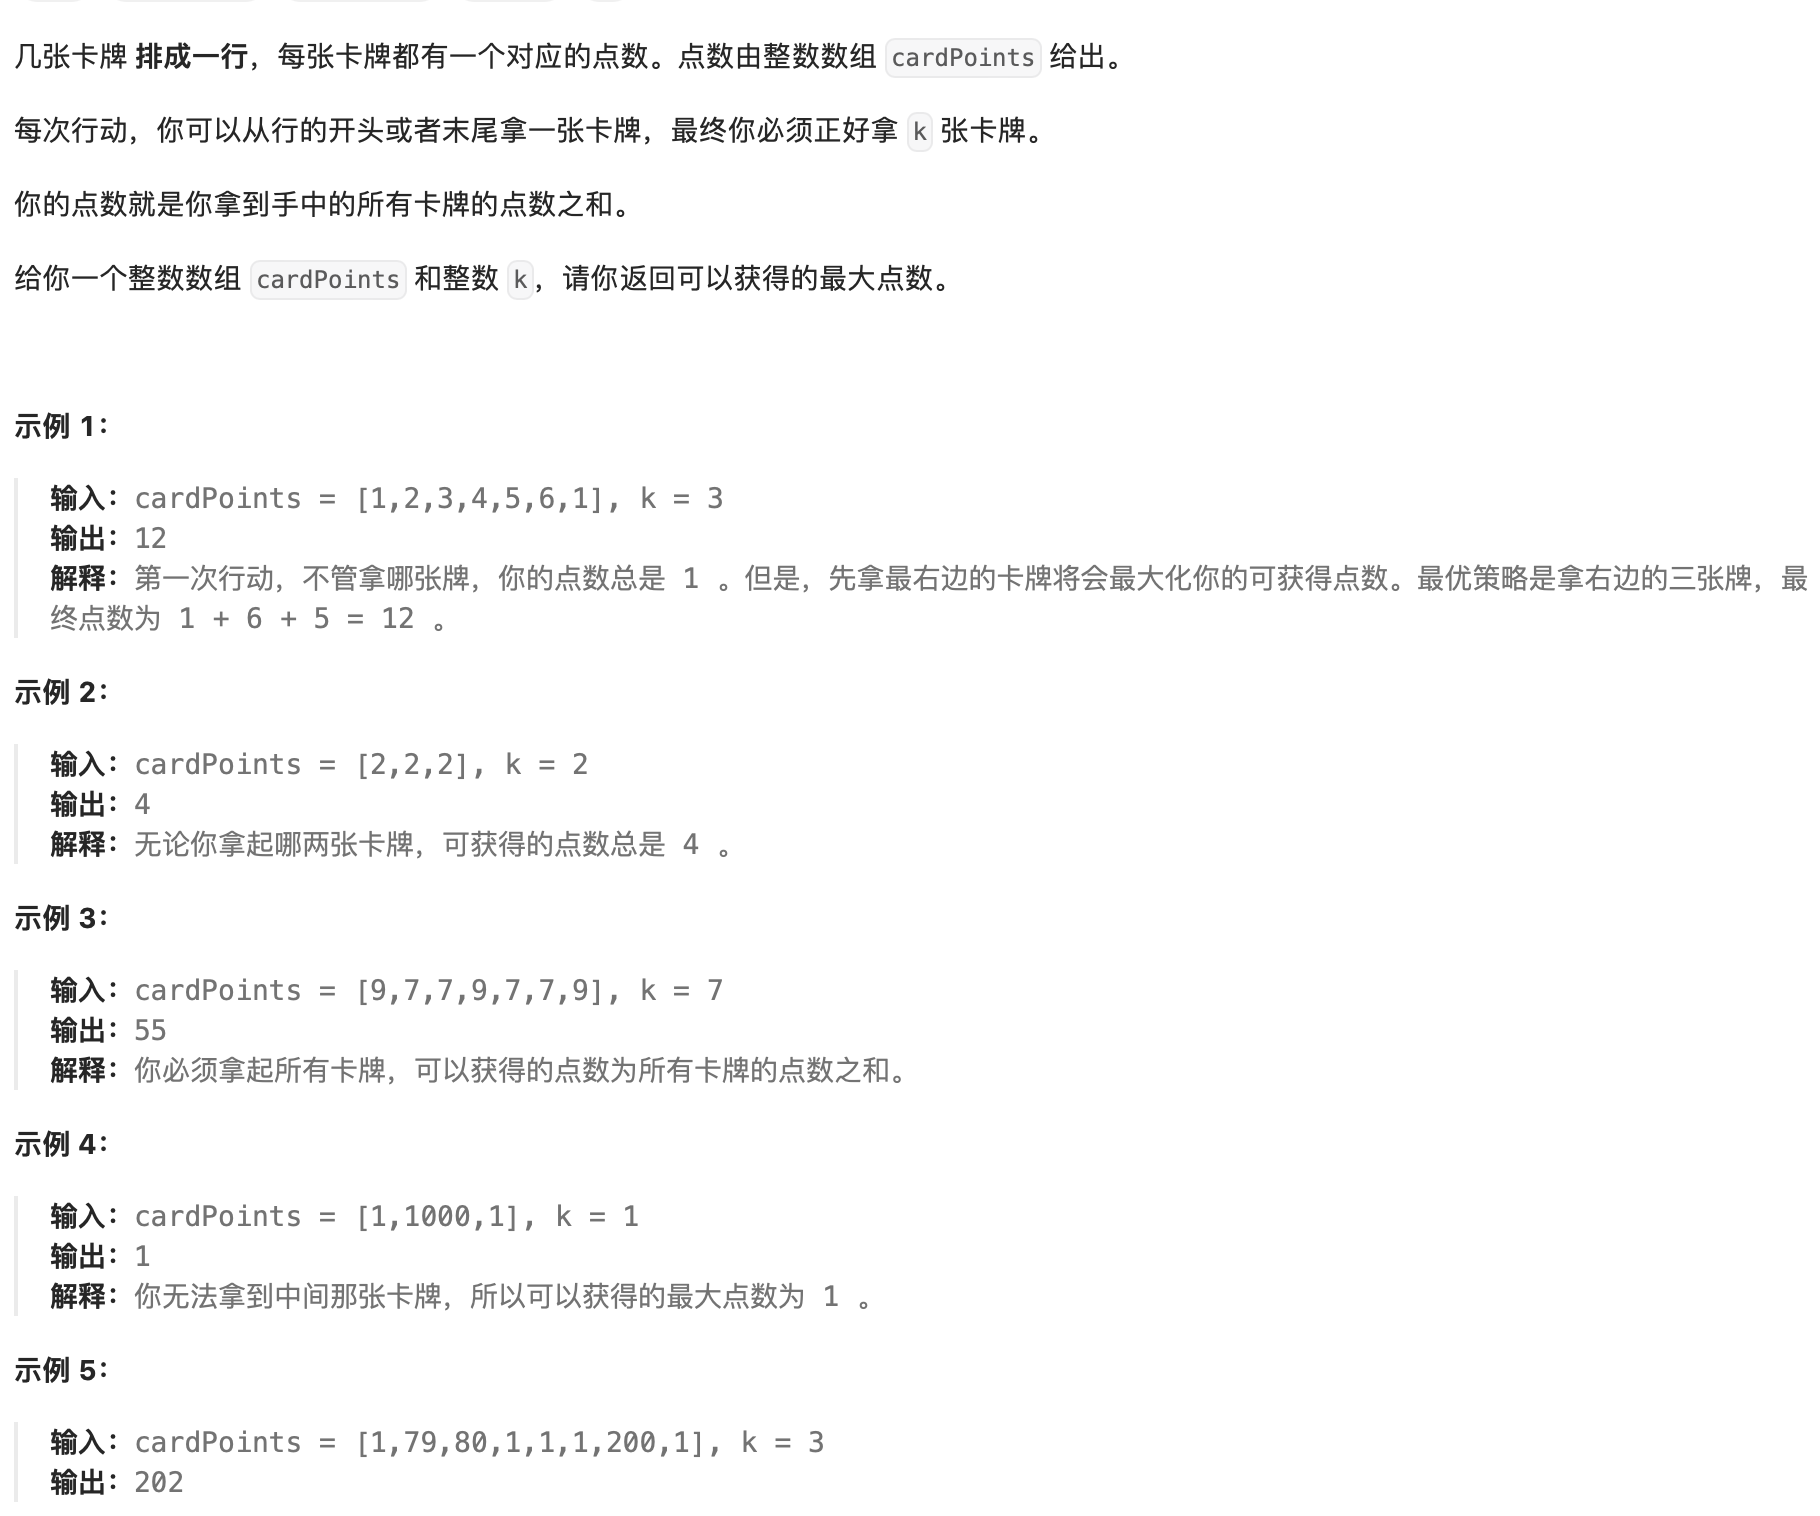 几张卡牌 排成一行，每张卡牌都有一个对应的点数。点数由整数数组 cardPoints 给出。
每次行动，你可以从行的开头或者末尾拿一张卡牌，最终你必须正好拿 k 张卡牌。
你的点数就是你拿到手中的所有卡牌的点数之和。
给你一个整数数组 cardPoints 和整数 k，请你返回可以获得的最大点数。
示例 1：
输入：cardPoints = [1,2,3,4,5,6,1], k = 3
输出：12
解释：第一次行动，不管拿哪张牌，你的点数总是 1 。但是，先拿最右边的卡牌将会最大化你的可获得点数。最优策略是拿右边的三张牌，最
终点数为 1 + 6 + 5 = 12 。
示例 2：
输入：cardPoints = [2,2,2], k = 2
输出：4
解释：无论你拿起哪两张卡牌，可获得的点数总是 4 。
示例 3：
输入：cardPoints = [9,7,7,9,7,7,9], k = 7
输出：55
解释：你必须拿起所有卡牌，可以获得的点数为所有卡牌的点数之和。
示例 4：
输入：cardPoints = [1,1000,1], k = 1
输出：1
解释：你无法拿到中间那张卡牌，所以可以获得的最大点数为 1 。
示例 5：
输入：cardPoints = [1,79,80,1,1,1,200,1], k = 3
输出：202